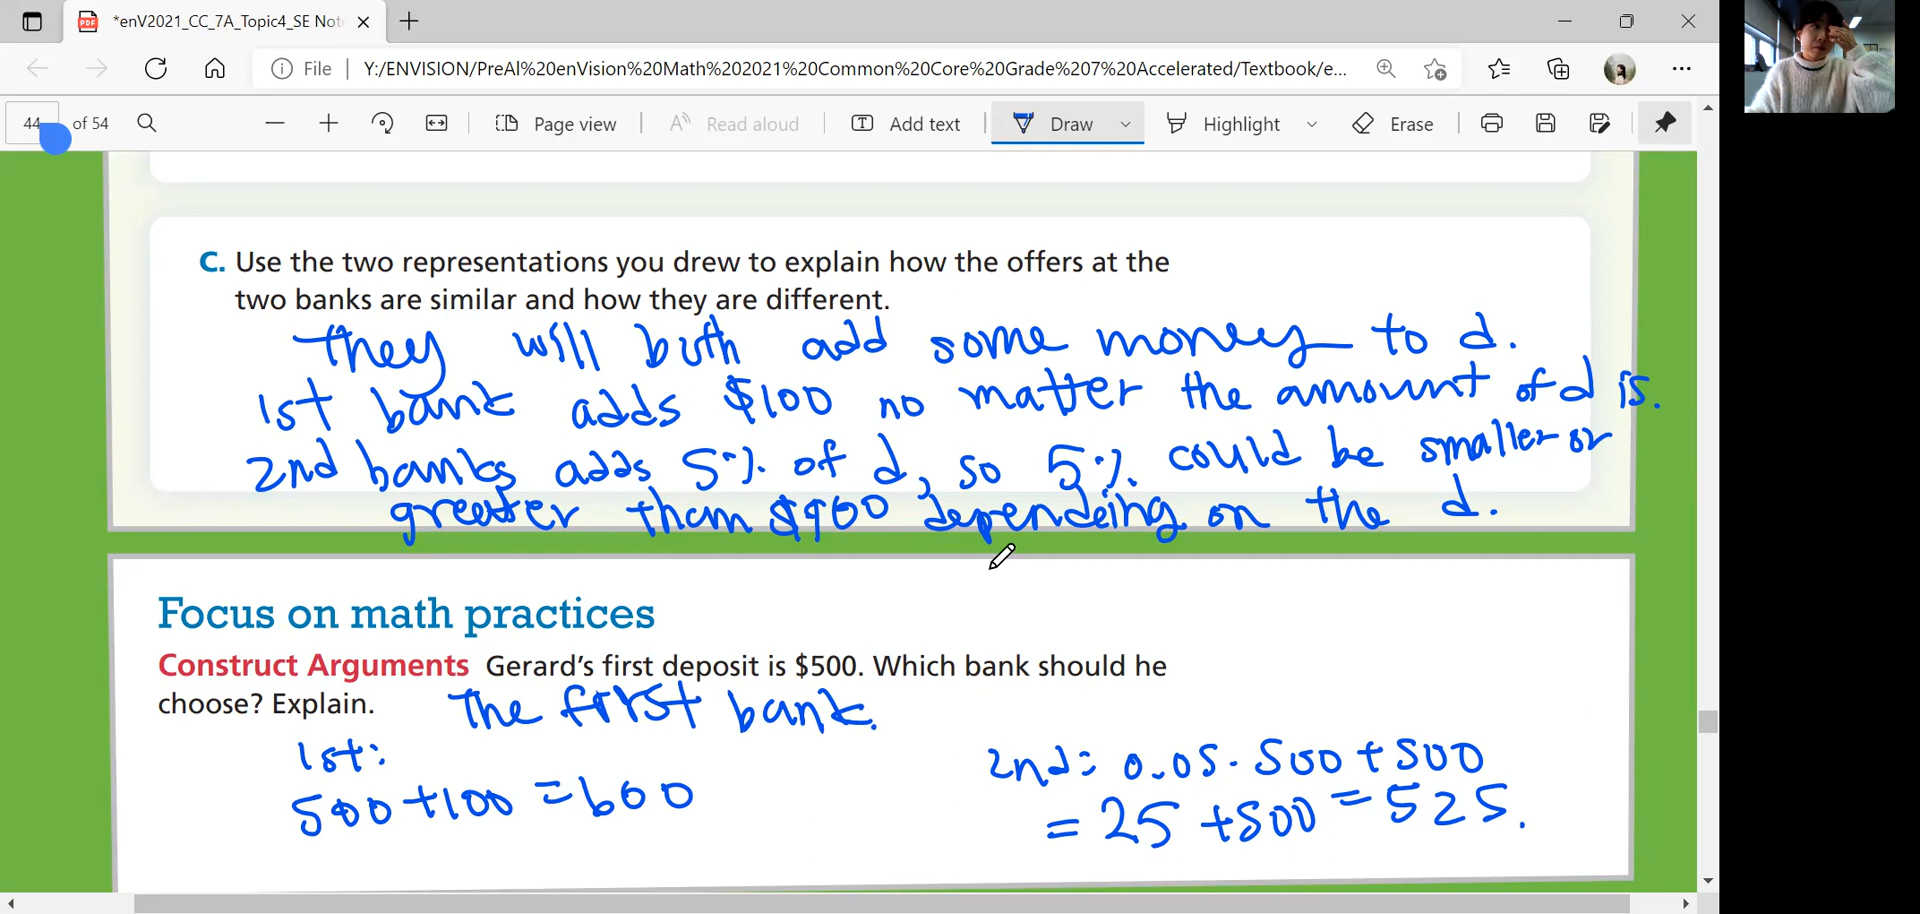 *enV2021_CC_7A_Topic4_SE Not
File Y:/ENVISION/PreAl%20enVision%20Math%202021%20Common%20Core%20Grade%207%20Accelerated/Textbook/e...
44 of 54 Page view Read aloud Add text Draw Highlight Erase
C. Use the two representations you drew to explain how the offers at the
two banks are similar and how they are different.
They will both add some money to d.
1st bank adds $100 no matter the amount of d is.
2nd banks adds 5% of d, so 5% could be smaller or
greater than depending on the d.
Focus on math practices
Construct Arguments Gerard's first deposit is $500. Which bank should he
choose? Explain.
The first bank.
1st:
500+100=600
2nd: 0.05·500+500
=25+500=525.